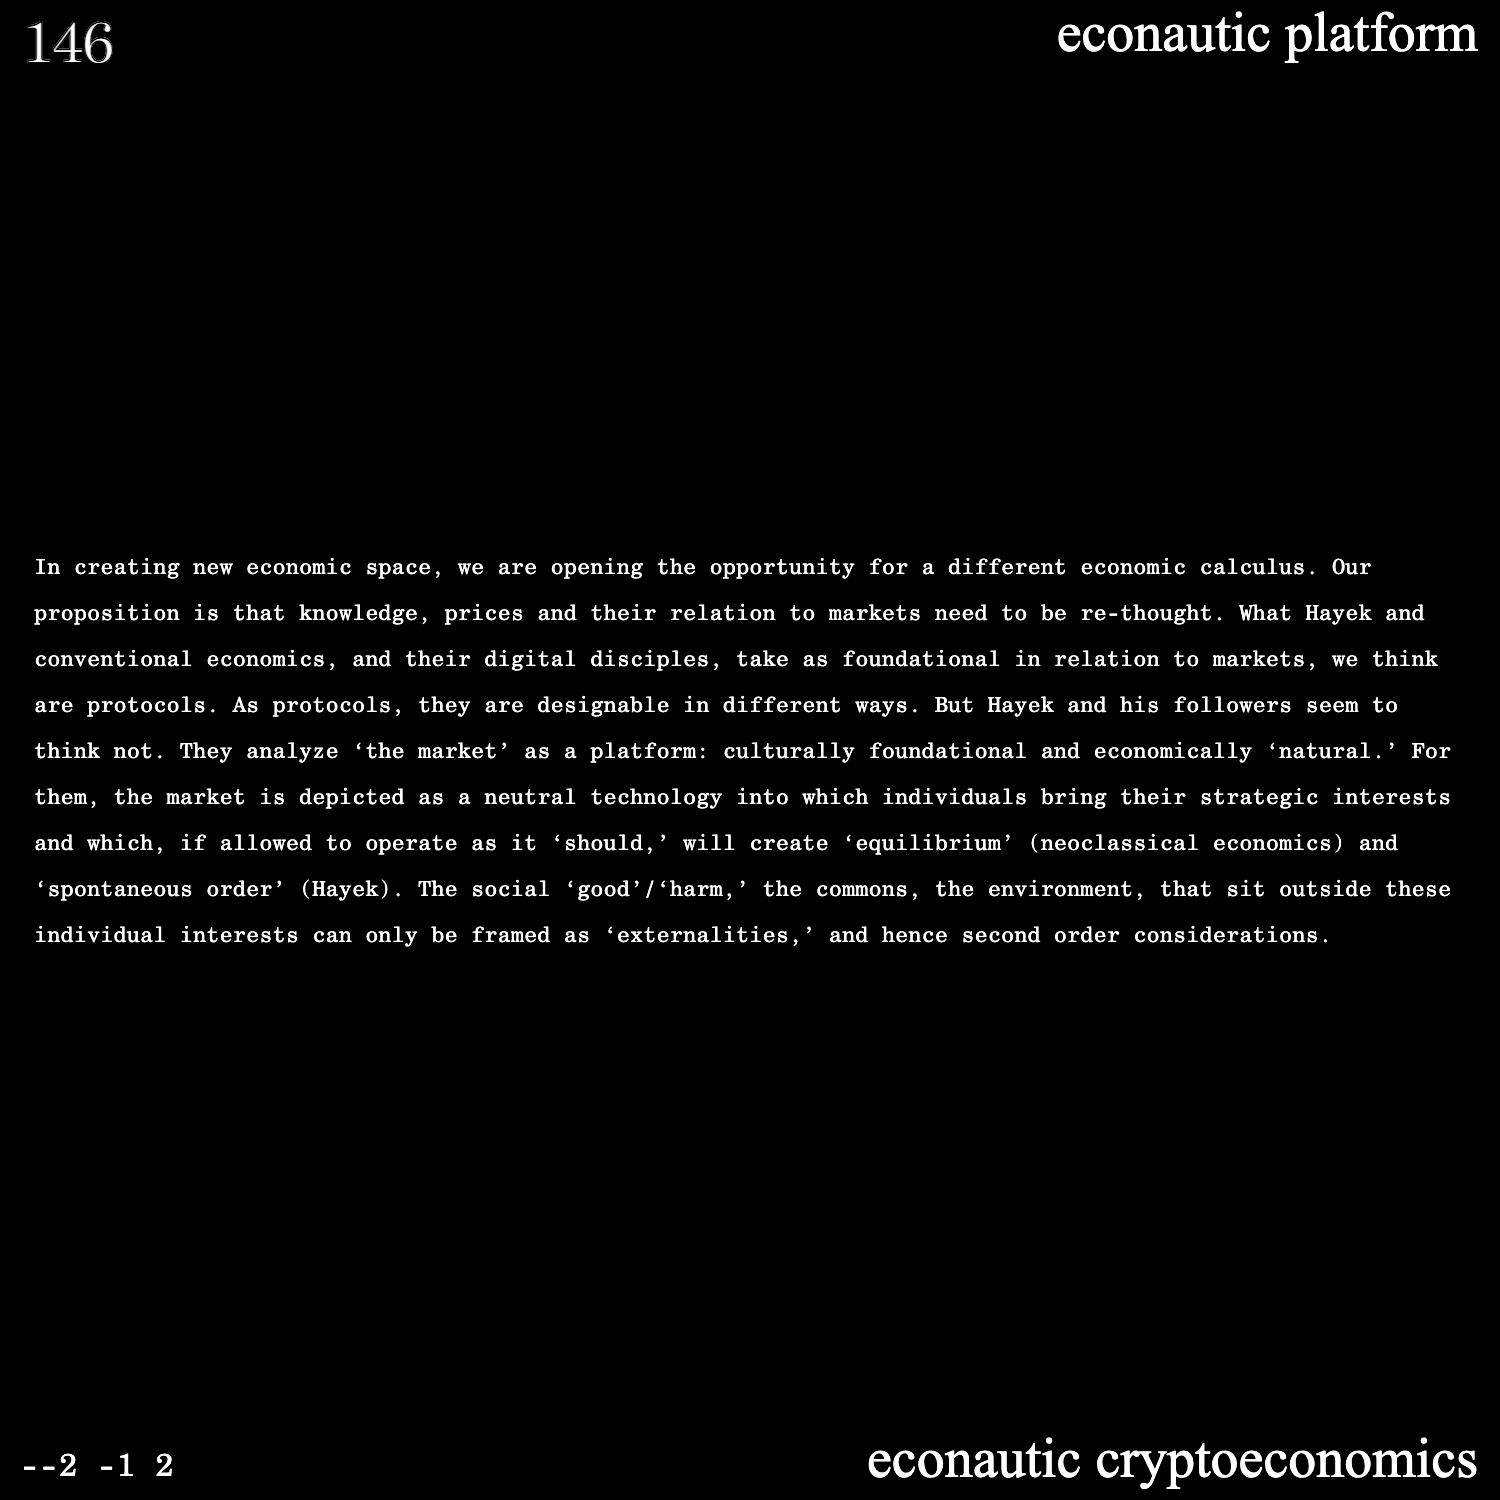 146
econautic platform
In creating new economic space, we are opening the opportunity for a different economic calculus. Our
proposition is that knowledge, prices and their relation to markets need to be re-thought. What Hayek and
conventional economics, and their digital disciples, take as foundational in relation to markets, we think
are protocols. As protocols, they are designable in different ways. But Hayek and his followers seem to
think not. They analyze ‘the market’ as a platform: culturally foundational and economically ‘natural.’ For
them, the market is depicted as a neutral technology into which individuals bring their strategic interests
and which, if allowed to operate as it ‘should,’ will create ‘equilibrium’ (neoclassical economics) and
‘spontaneous order’ (Hayek). The social ‘good’/‘harm,’ the commons, the environment, that sit outside these
individual interests can only be framed as ‘externalities,’ and hence second order considerations.
--2 -1 2
econautic cryptoeconomics